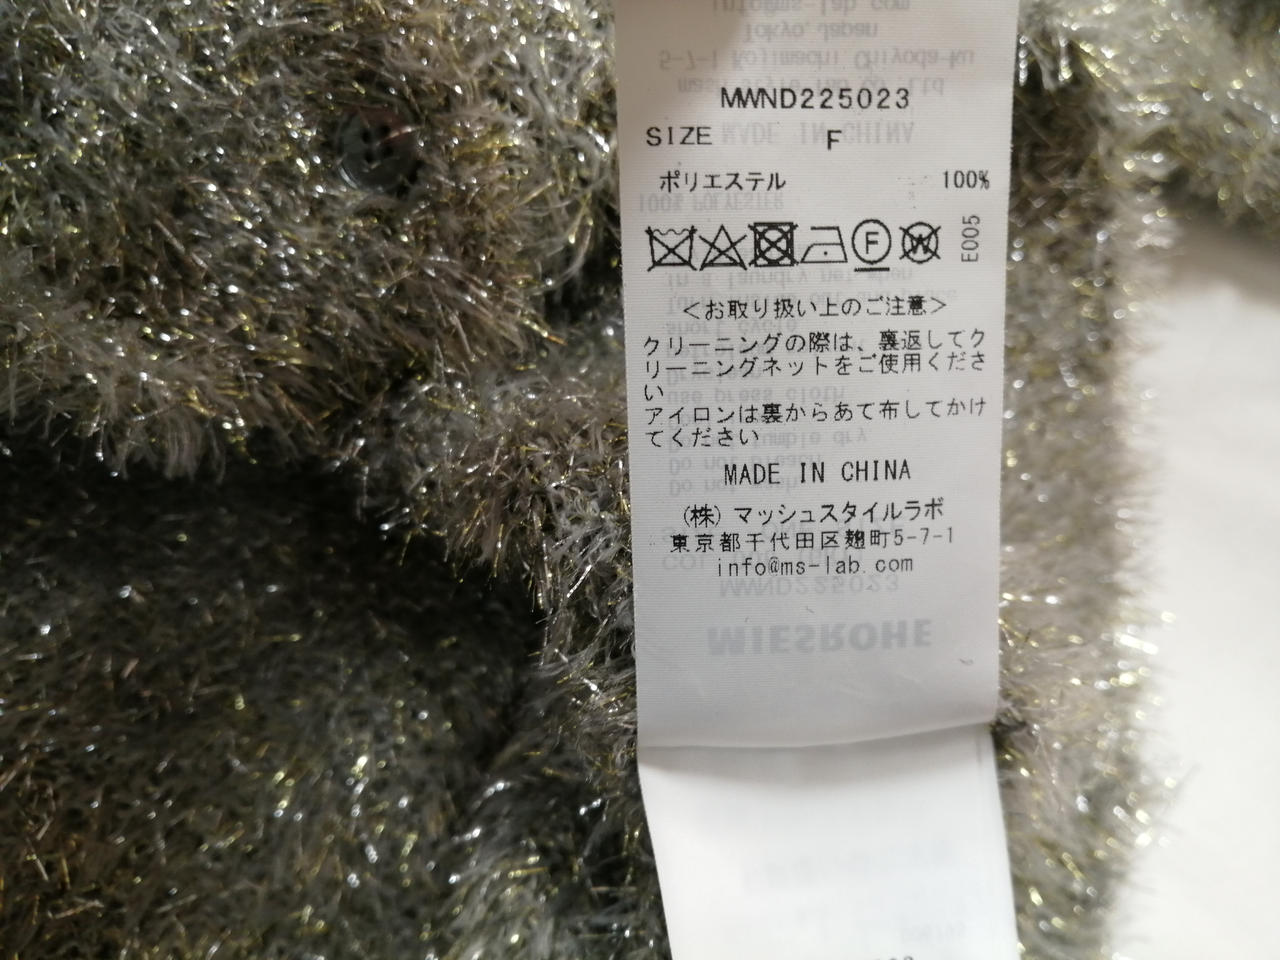 MWND225023
SIZE F
ポリエステル 100%
E005
＜お取り扱い上のご注意＞
クリーニングの際は、裏返してク
リーニングネットをご使用くださ
い
アイロンは裏からあて布してかけ
てください
MADE IN CHINA
(株) マッシュスタイルラボ
東京都千代田区麹町5-7-1
info@ms-lab.com
MIESROHE